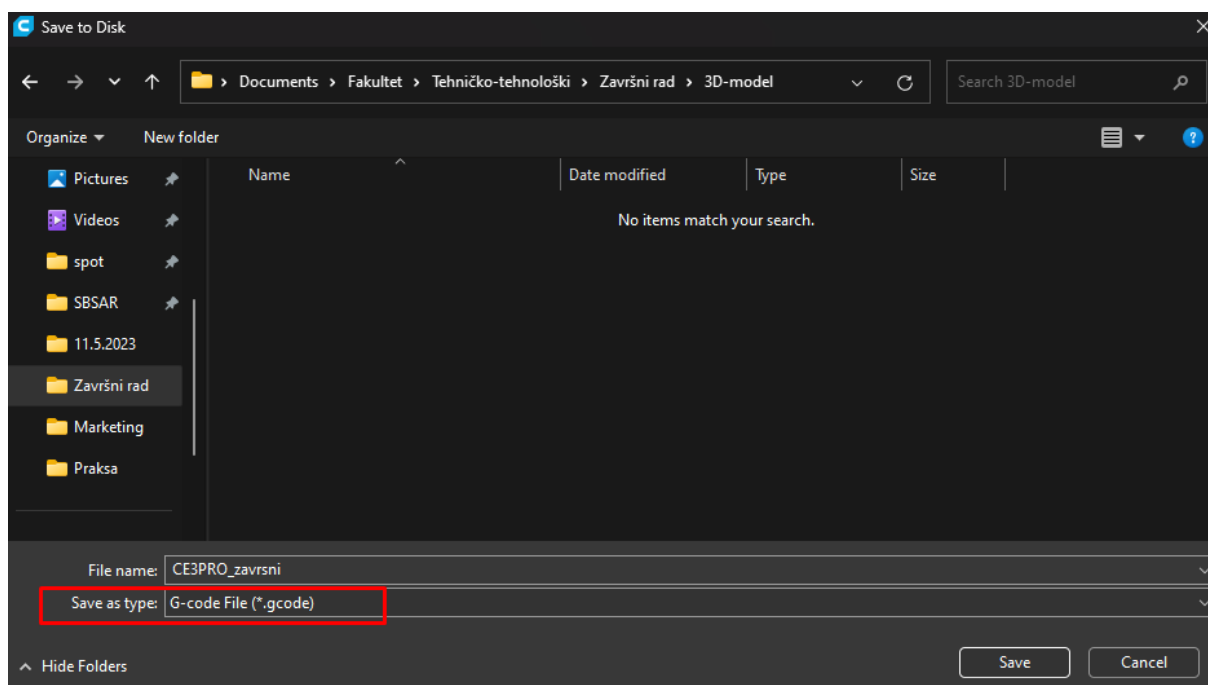 Save to Disk
Documents > Fakultet > Tehničko-tehnološki > Završni rad > 3D-model
Search 3D-model
Organize New folder
Name Date modified Type Size
No items match your search.
Pictures
Videos
spot
SBSAR
11.5.2023
Završni rad
Marketing
Praksa
File name: CE3PRO_zavrsni
Save as type: G-code File (*.gcode)
Hide Folders
Save Cancel